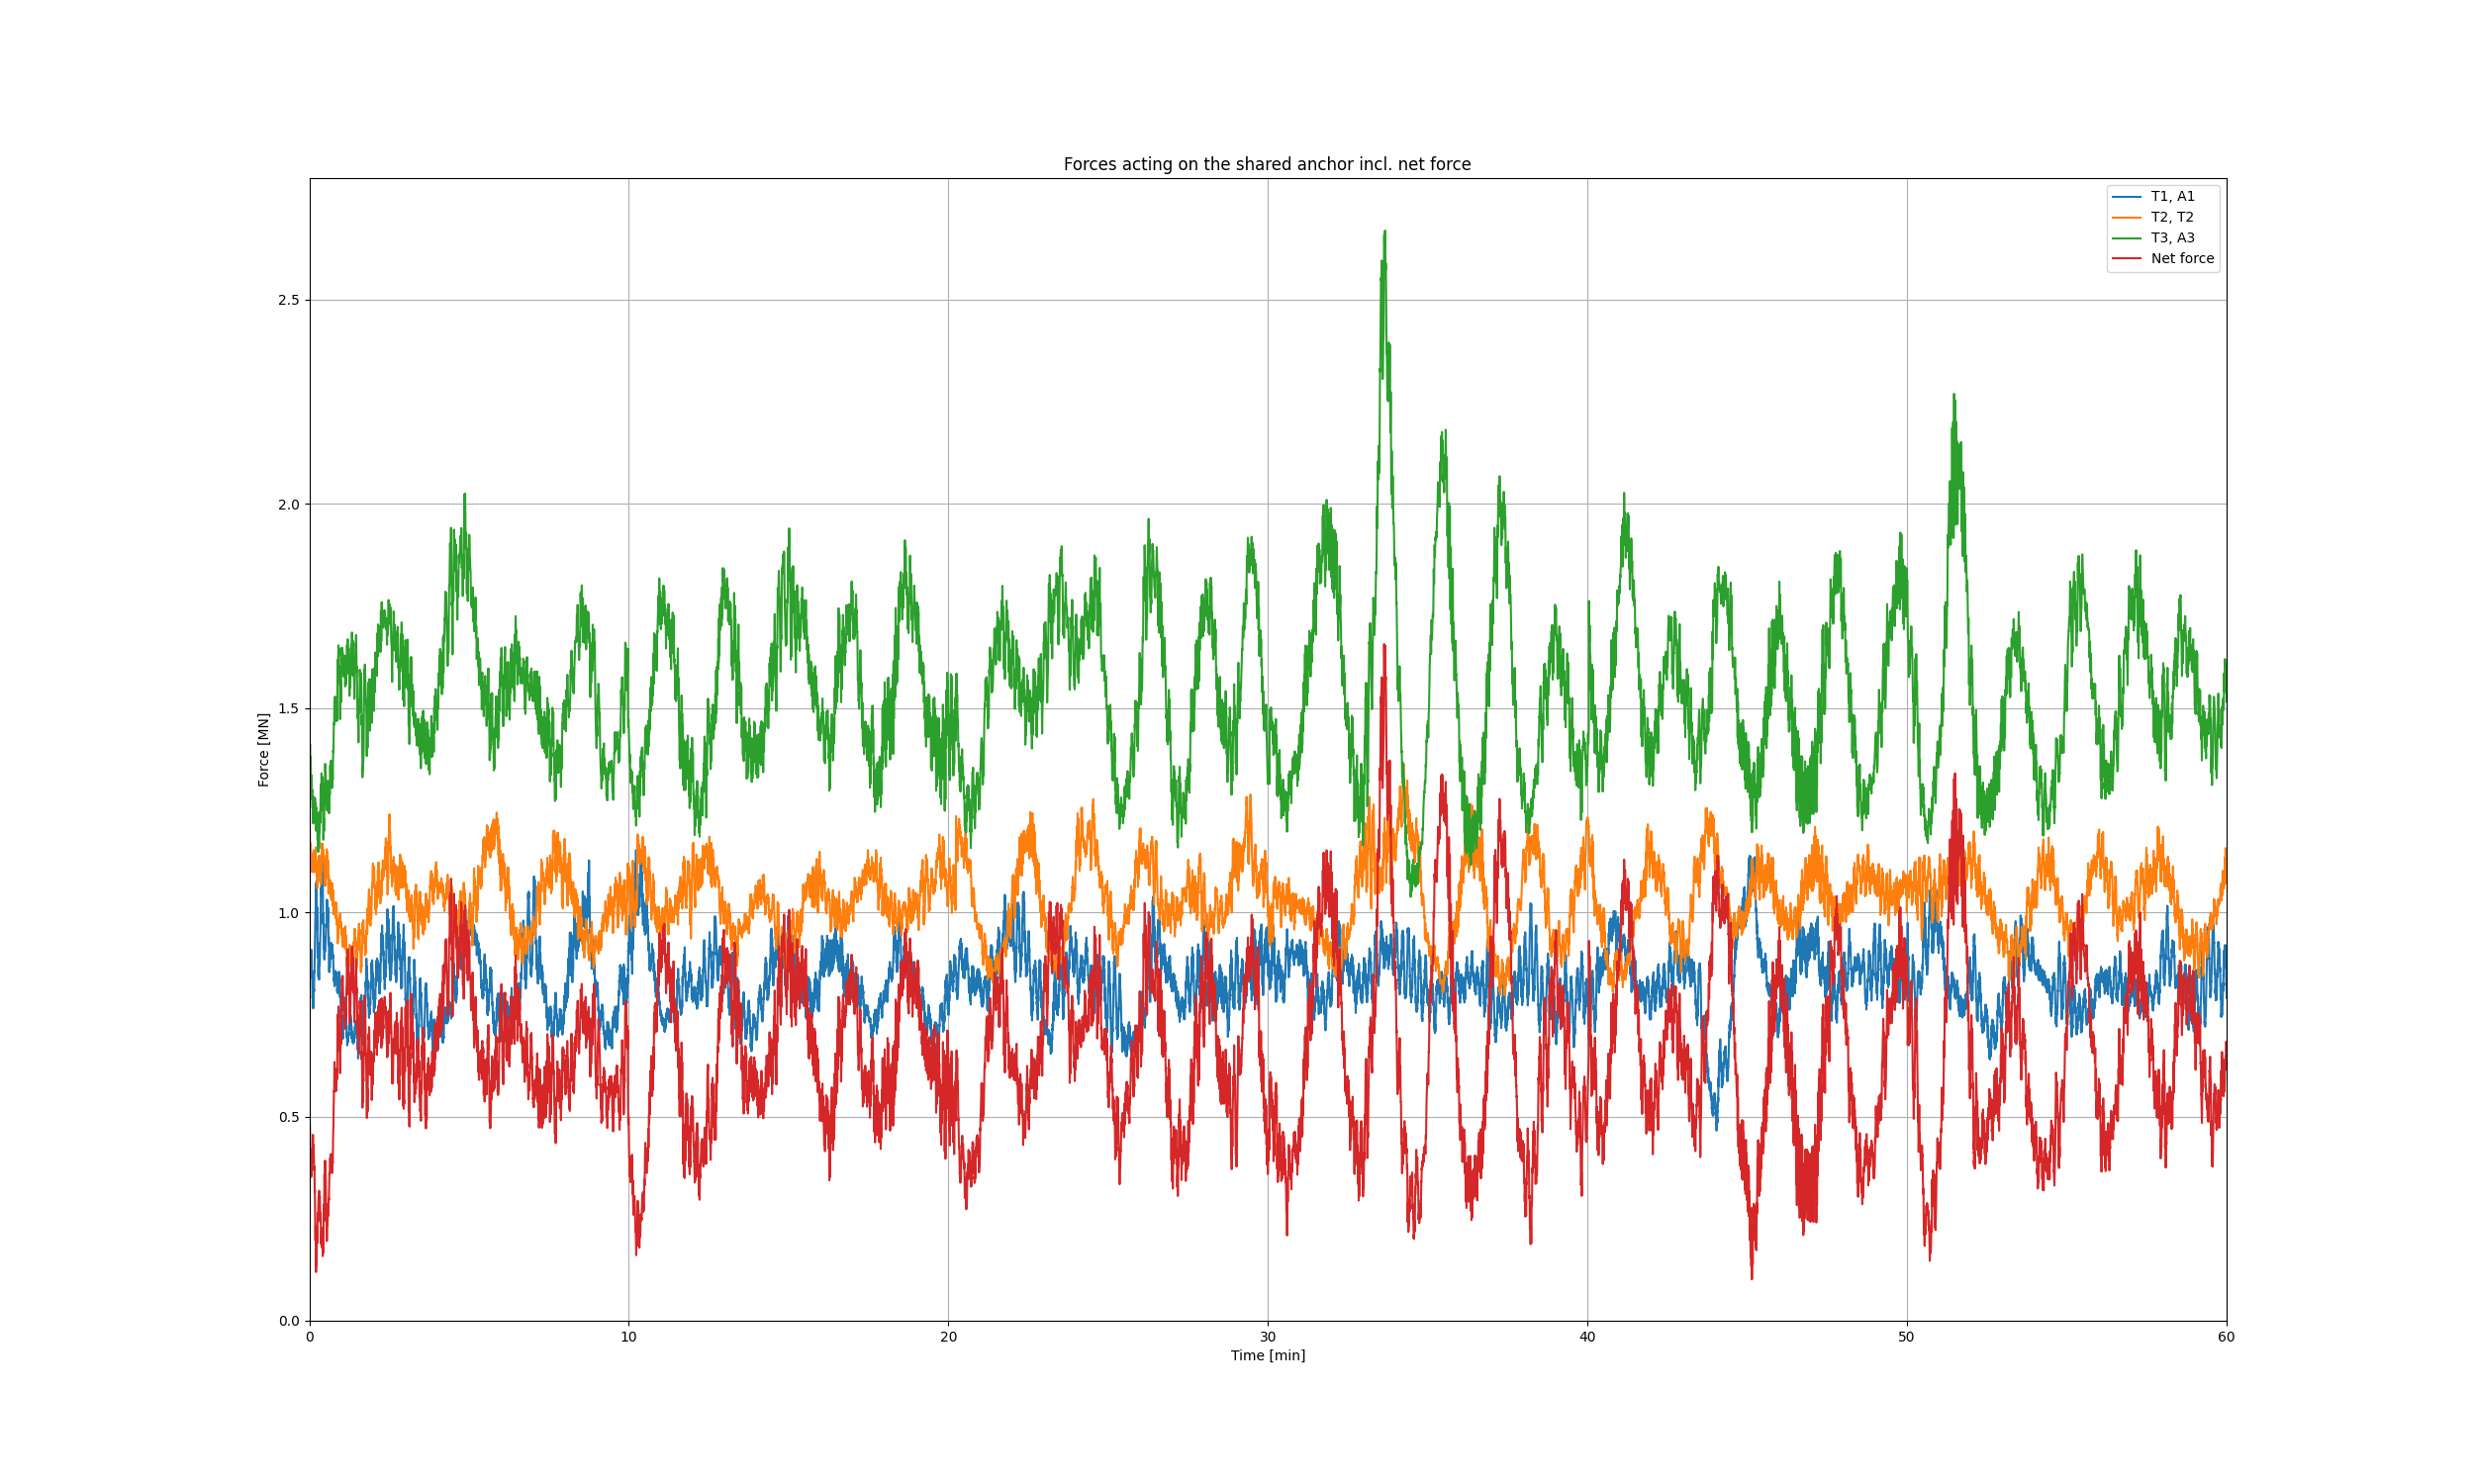 Forces acting on the shared anchor incl. net force
T1, A1
T2, T2
T3, A3
Net force
2.5
2.0
1.5
1.0
0.5
0.0
Force [MN]
0 10 20 30 40 50 60
Time [min]